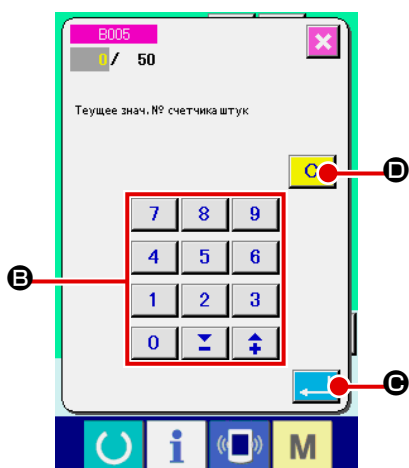 B005
0/ 50
Теущее знач. № счетчика штук
C
D
7 8 9
4 5 6
B
1 2 3
0
C
i M